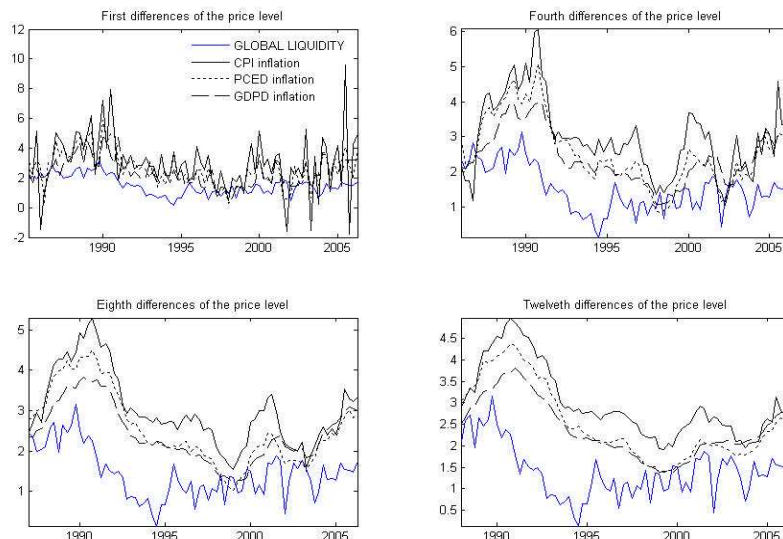 First differences of the price level
12
10
8
6
4
2
0
-2
GLOBAL LIQUIDITY
CPI inflation
PCED inflation
GDPD inflation
1990 1995 2000 2005
Fourth differences of the price level
6
5
4
3
2
1
1990 1995 2000 2005
Eighth differences of the price level
5
4
3
2
1
1990 1995 2000 2005
Twelveth differences of the price level
4.5
4
3.5
3
2.5
2
1.5
1
0.5
1990 1995 2000 2005